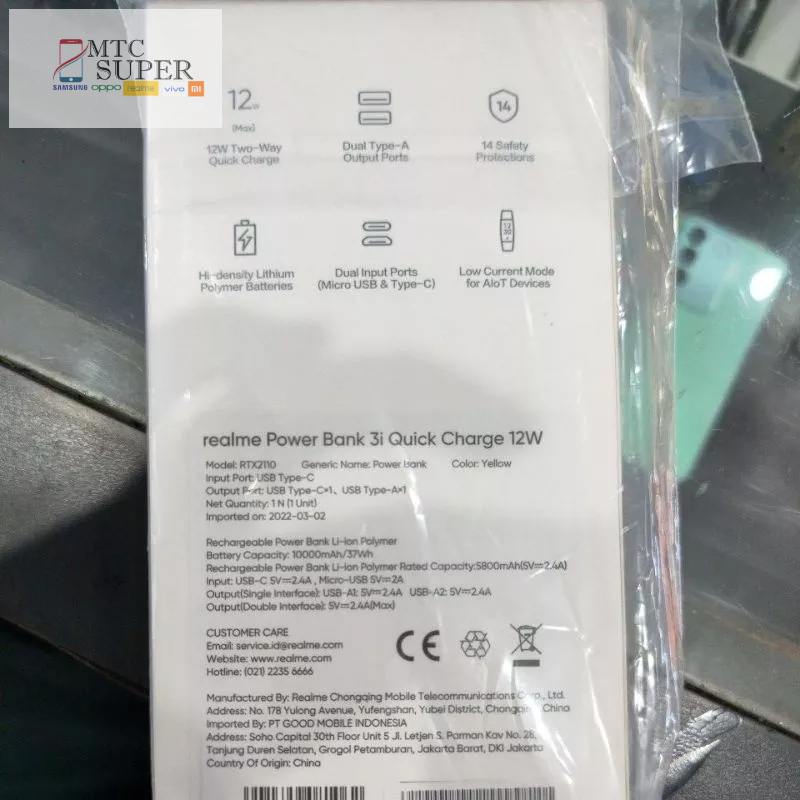 MTC
SUPER
SAMSUNG oppo realme vivo mi
12W
(Max)
12W Two-Way
Quick Charge
Dual Type-A
Output Ports
14
14 Safety
Protections
Hi-density Lithium
Polymer Batteries
Dual Input Ports
(Micro USB & Type-C)
12
30
Low Current Mode
for AIoT Devices
realme Power Bank 3i Quick Charge 12W
Model: RTX2110 Generic Name: Power Bank Color: Yellow
Input Port: USB Type-C
Output Port: USB Type-C*1、USB Type-A*1
Net Quantity: 1 N (1 Unit)
Imported on: 2022-03-02
Rechargeable Power Bank Li-ion Polymer
Battery Capacity: 10000mAh/37Wh
Rechargeable Power Bank Li-ion Polymer Rated Capacity:5800mAh(5V⎓2.4A)
Input: USB-C 5V⎓2.4A , Micro-USB 5V⎓2A
Output(Single Interface): USB-A1: 5V⎓2.4A USB-A2: 5V⎓2.4A
Output(Double Interface): 5V⎓2.4A(Max)
CUSTOMER CARE
Email: service.id@realme.com
Website: www.realme.com
Hotline: (021) 2235 6666
CE
Manufactured By: Realme Chongqing Mobile Telecommunications Corp., Ltd.
Address: No. 178 Yulong Avenue, Yufengshan, Yubei District, Chongqing, China
Imported By: PT GOOD MOBILE INDONESIA
Address: Soho Capital 30th Floor Unit 5 Jl. Letjen S. Parman Kav No. 28,
Tanjung Duren Selatan, Grogol Petamburan, Jakarta Barat, DKI Jakarta
Country Of Origin: China